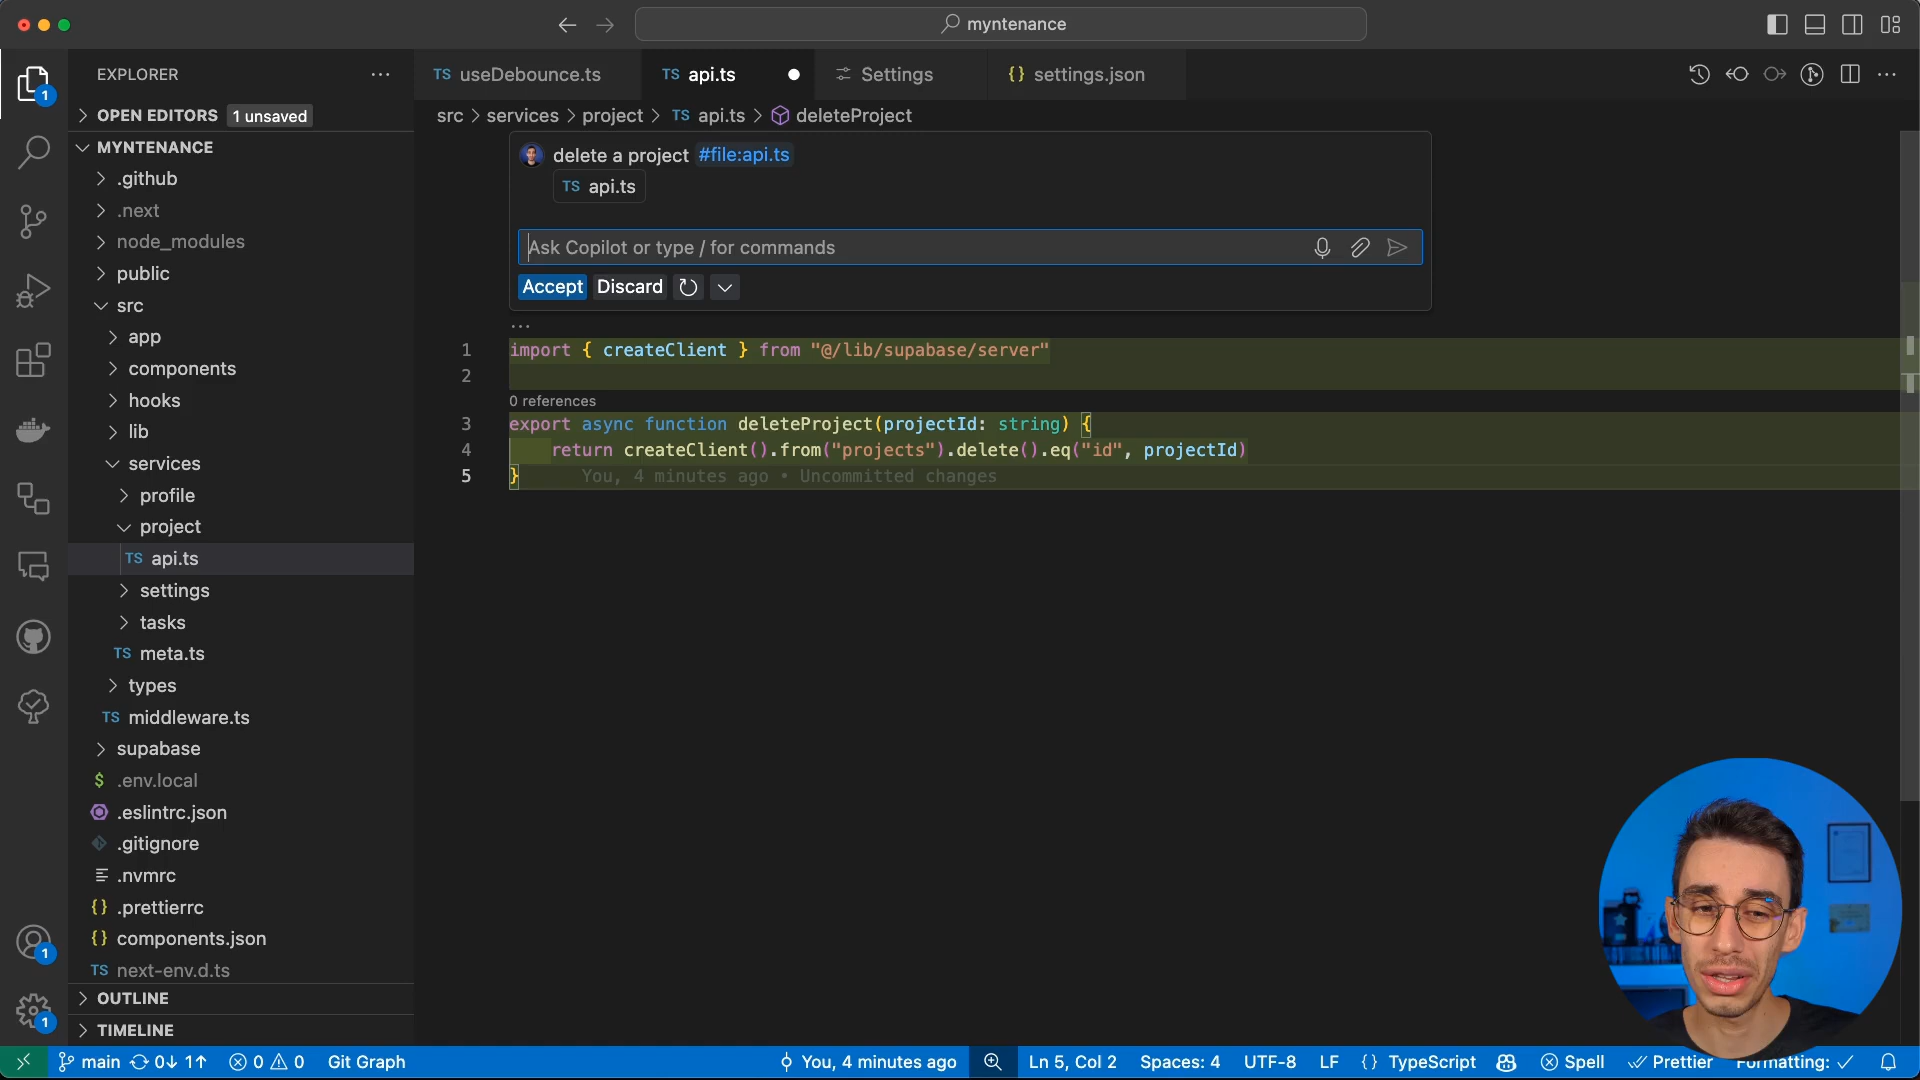 myntenance
EXPLORER
OPEN EDITORS 1 unsaved
MYNTENANCE
.github
.next
node_modules
public
src
app
components
hooks
lib
services
profile
project
TS api.ts
settings
tasks
TS meta.ts
types
TS middleware.ts
supabase
$ .env.local
.eslintrc.json
.gitignore
.nvmrc
{} .prettierrc
{} components.json
TS next-env.d.ts
OUTLINE
TIMELINE
1
1
1
TS useDebounce.ts
TS api.ts
Settings
{} settings.json
src > services > project > TS api.ts > deleteProject
delete a project #file:api.ts
TS api.ts
Ask Copilot or type / for commands
Accept Discard
...
1 import { createClient } from "@/lib/supabase/server"
2
0 references
3 export async function deleteProject(projectId: string) {
4 return createClient().from("projects").delete().eq("id", projectId)
5 } You, 4 minutes ago • Uncommitted changes
main 0↓ 1↑ 0 0 Git Graph You, 4 minutes ago Ln 5, Col 2 Spaces: 4 UTF-8 LF {} TypeScript Spell Prettier Formatting: